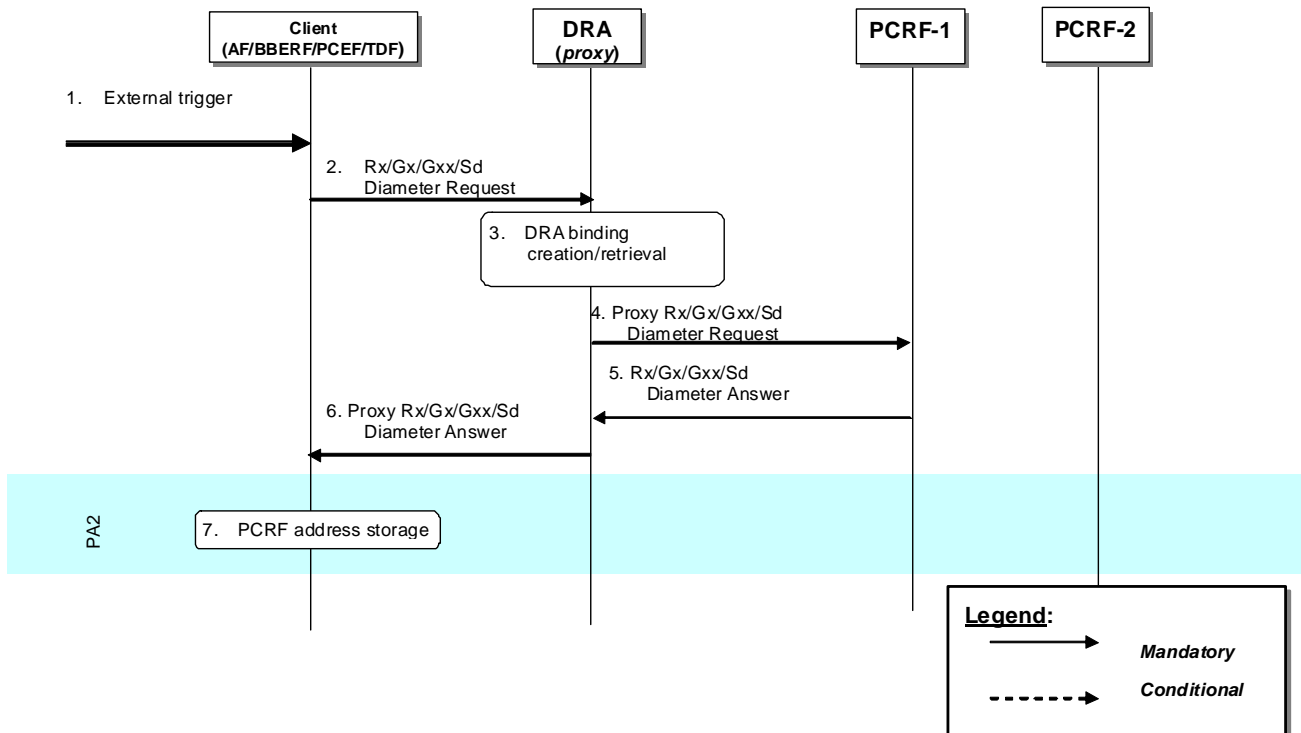 Client
(AF/BBERF/PCEF/TDF)
DRA
(proxy)
PCRF-1
PCRF-2
1. External trigger
2. Rx/Gx/Gxx/Sd
Diameter Request
3. DRA binding
creation/retrieval
4. Proxy Rx/Gx/Gxx/Sd
Diameter Request
5. Rx/Gx/Gxx/Sd
Diameter Answer
6. Proxy Rx/Gx/Gxx/Sd
Diameter Answer
PA2
7. PCRF address storage
Legend:
Mandatory
Conditional